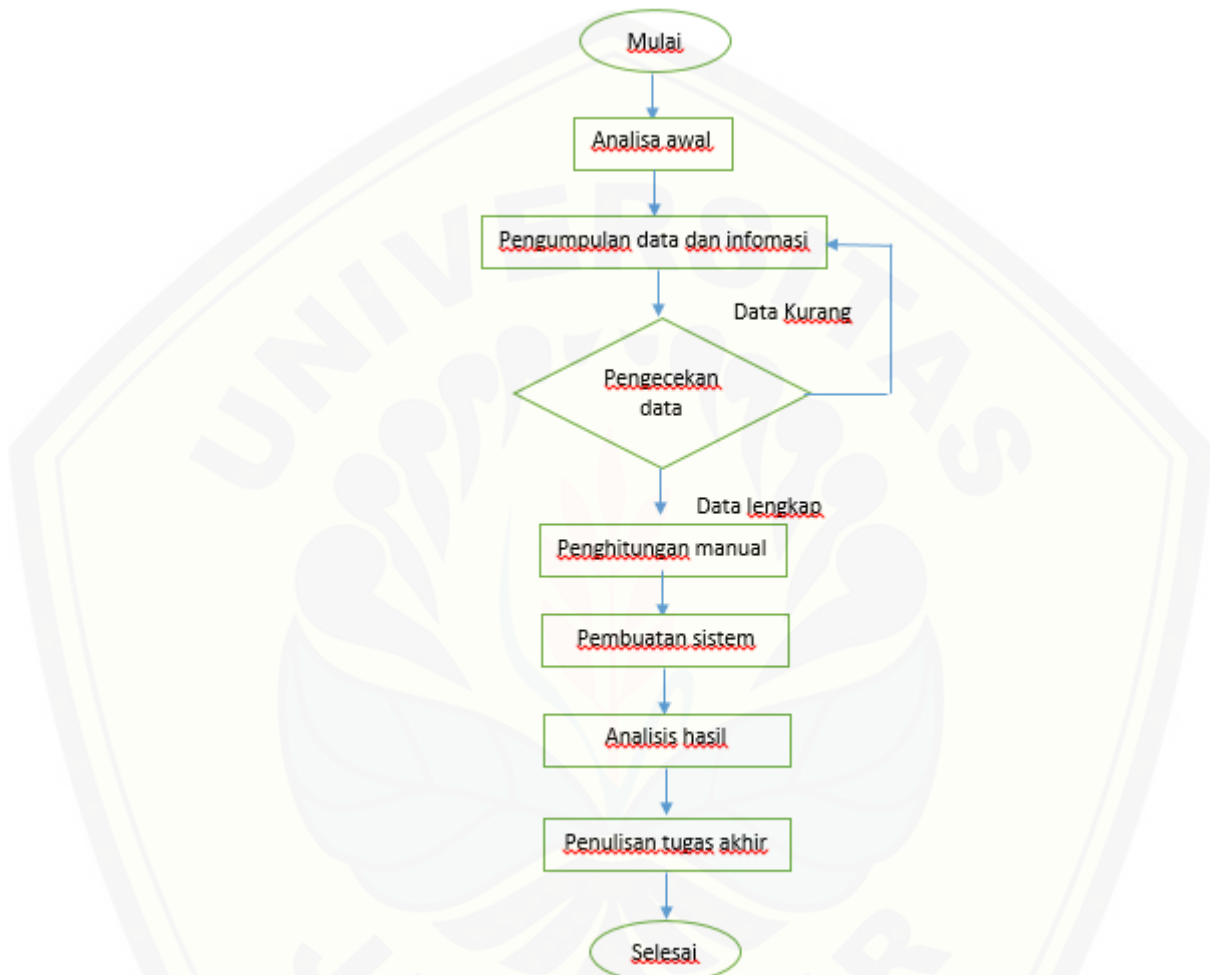 Mulai
Analisa awal
Pengumpulan data dan infomasi
Data Kurang
Pengecekan
data
Data lengkap
Penghitungan manual
Pembuatan sistem
Analisis hasil
Penulisan tugas akhir
Selesai
UNIVERSITAS